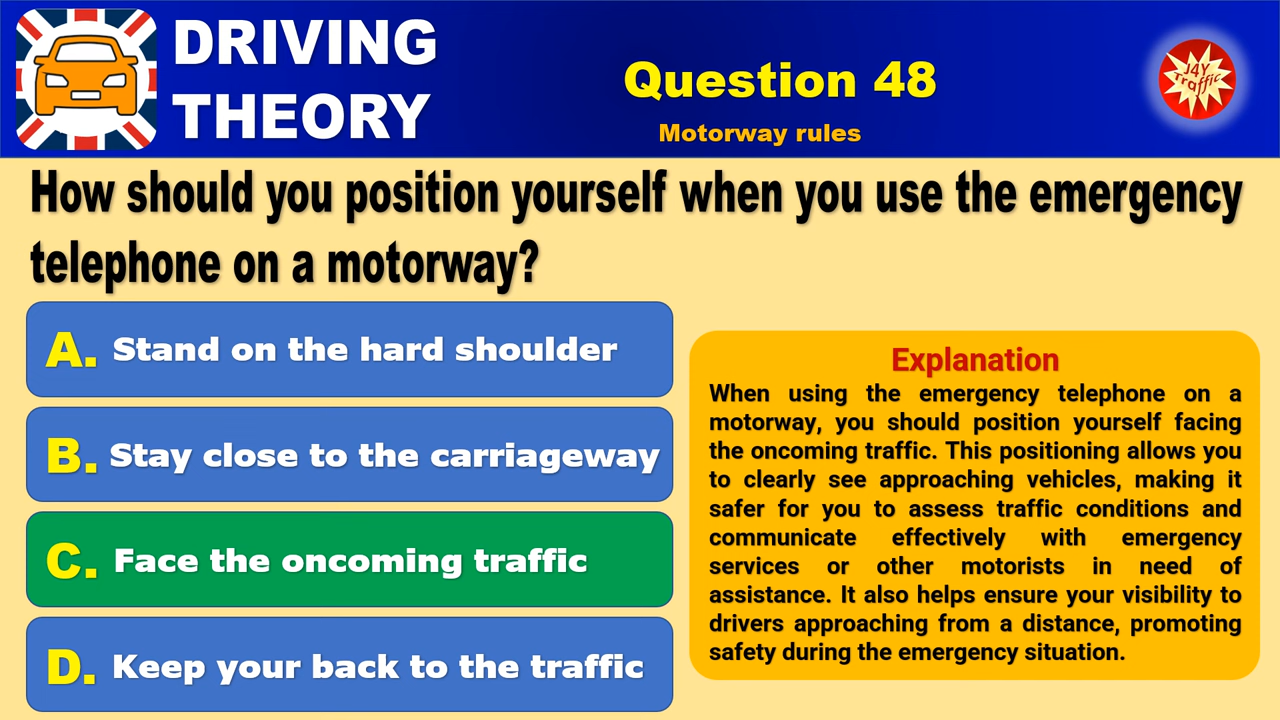 DRIVING
THEORY
Question 48
Motorway rules
J4Y
Traffic
How should you position yourself when you use the emergency
telephone on a motorway?
A. Stand on the hard shoulder
B. Stay close to the carriageway
C. Face the oncoming traffic
D. Keep your back to the traffic
Explanation
When using the emergency telephone on a
motorway, you should position yourself facing
the oncoming traffic. This positioning allows you
to clearly see approaching vehicles, making it
safer for you to assess traffic conditions and
communicate effectively with emergency
services or other motorists in need of
assistance. It also helps ensure your visibility to
drivers approaching from a distance, promoting
safety during the emergency situation.